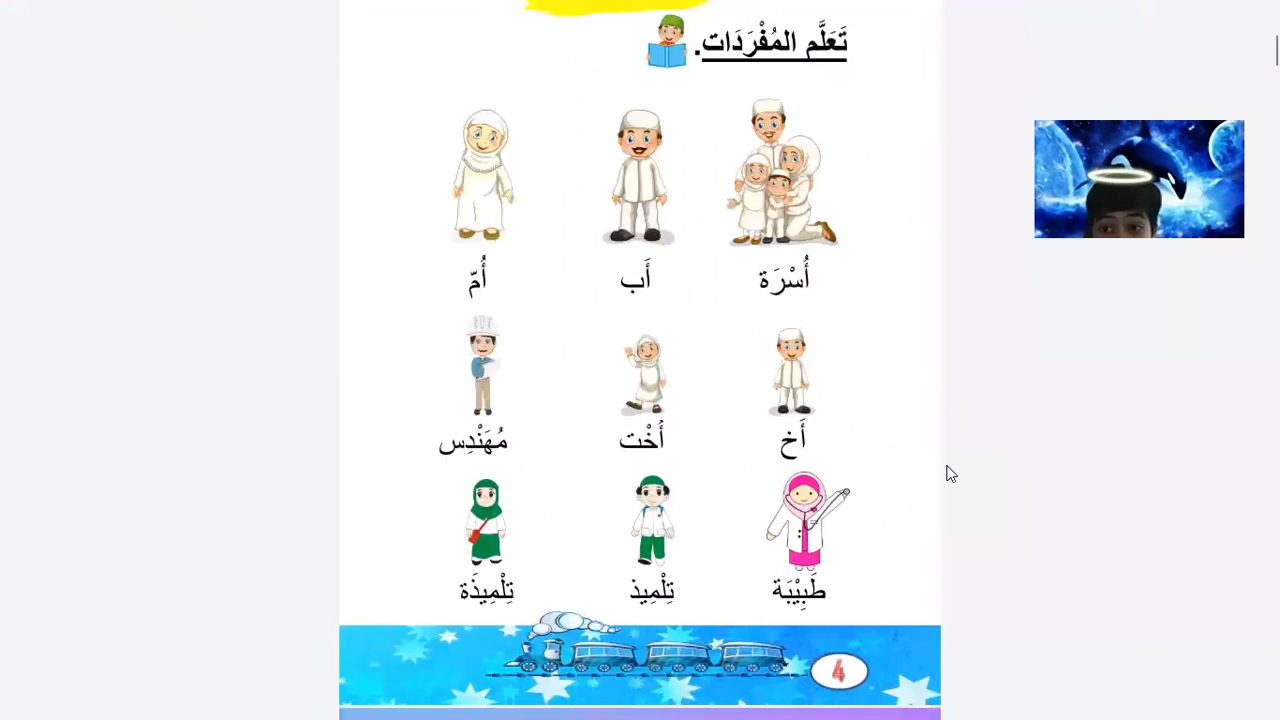 تَعَلَّم المُفْرَدَات.
أُسْرَة أَب أُمّ
أَخ أُخْت مُهَنْدِس
طَبِيْبَة تِلْمِيذ تِلْمِيذَة
4